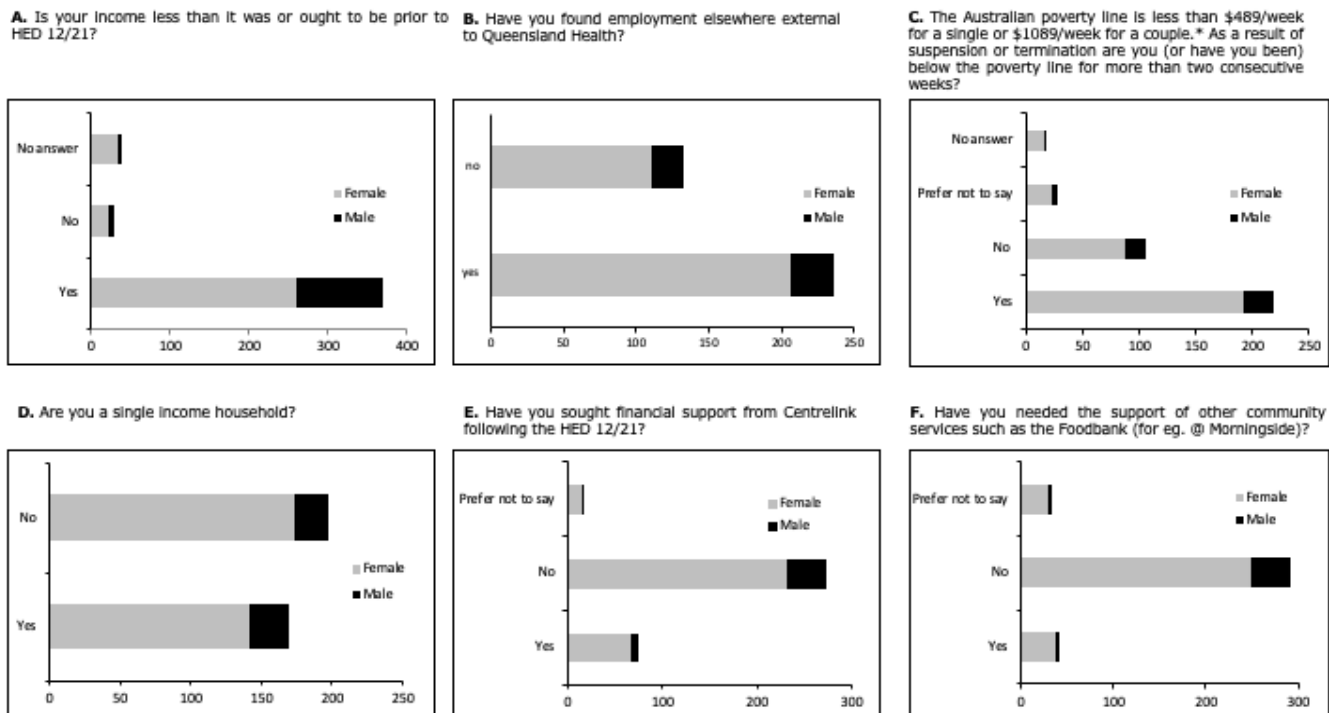 A. Is your income less than it was or ought to be prior to
HED 12/21?
No answer
No
Yes
Female
Male
0 100 200 300 400
B. Have you found employment elsewhere external
to Queensland Health?
no
yes
Female
Male
0 50 100 150 200 250
C. The Australian poverty line is less than $489/week
for a single or $1089/week for a couple.* As a result of
suspension or termination are you (or have you been)
below the poverty line for more than two consecutive
weeks?
No answer
Prefer not to say
No
Yes
Female
Male
0 50 100 150 200 250
D. Are you a single income household?
No
Yes
Female
Male
0 50 100 150 200 250
E. Have you sought financial support from Centrelink
following the HED 12/21?
Prefer not to say
No
Yes
Female
Male
0 100 200 300
F. Have you needed the support of other community
services such as the Foodbank (for eg. @ Morningside)?
Prefer not to say
No
Yes
Female
Male
0 100 200 300